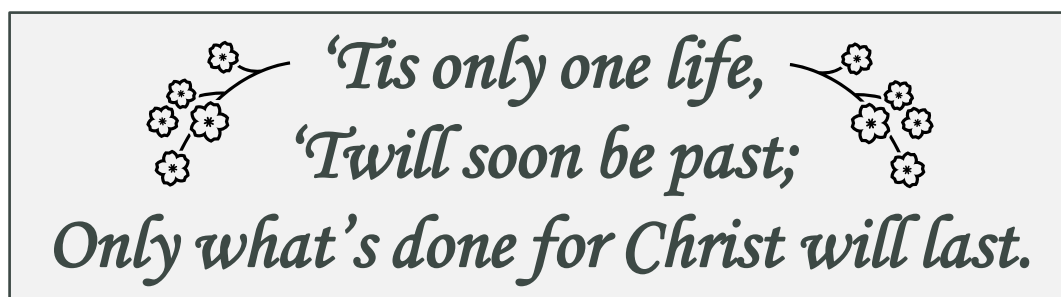 ‘Tis only one life,
‘Twill soon be past;
Only what’s done for Christ will last.